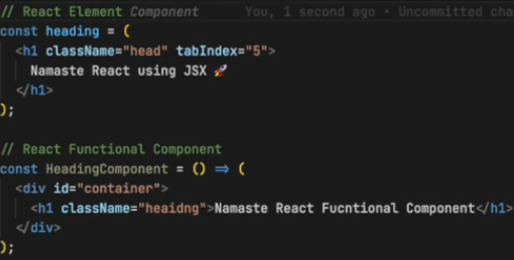 // React Element Component You, 1 second ago • Uncommitted cha
const heading = (
<h1 className="head" tabIndex="5">
Namaste React using JSX 🚀
</h1>
);
// React Functional Component
const HeadingComponent = () => (
<div id="container">
<h1 className="heaidng">Namaste React Fucntional Component</h1>
</div>
);